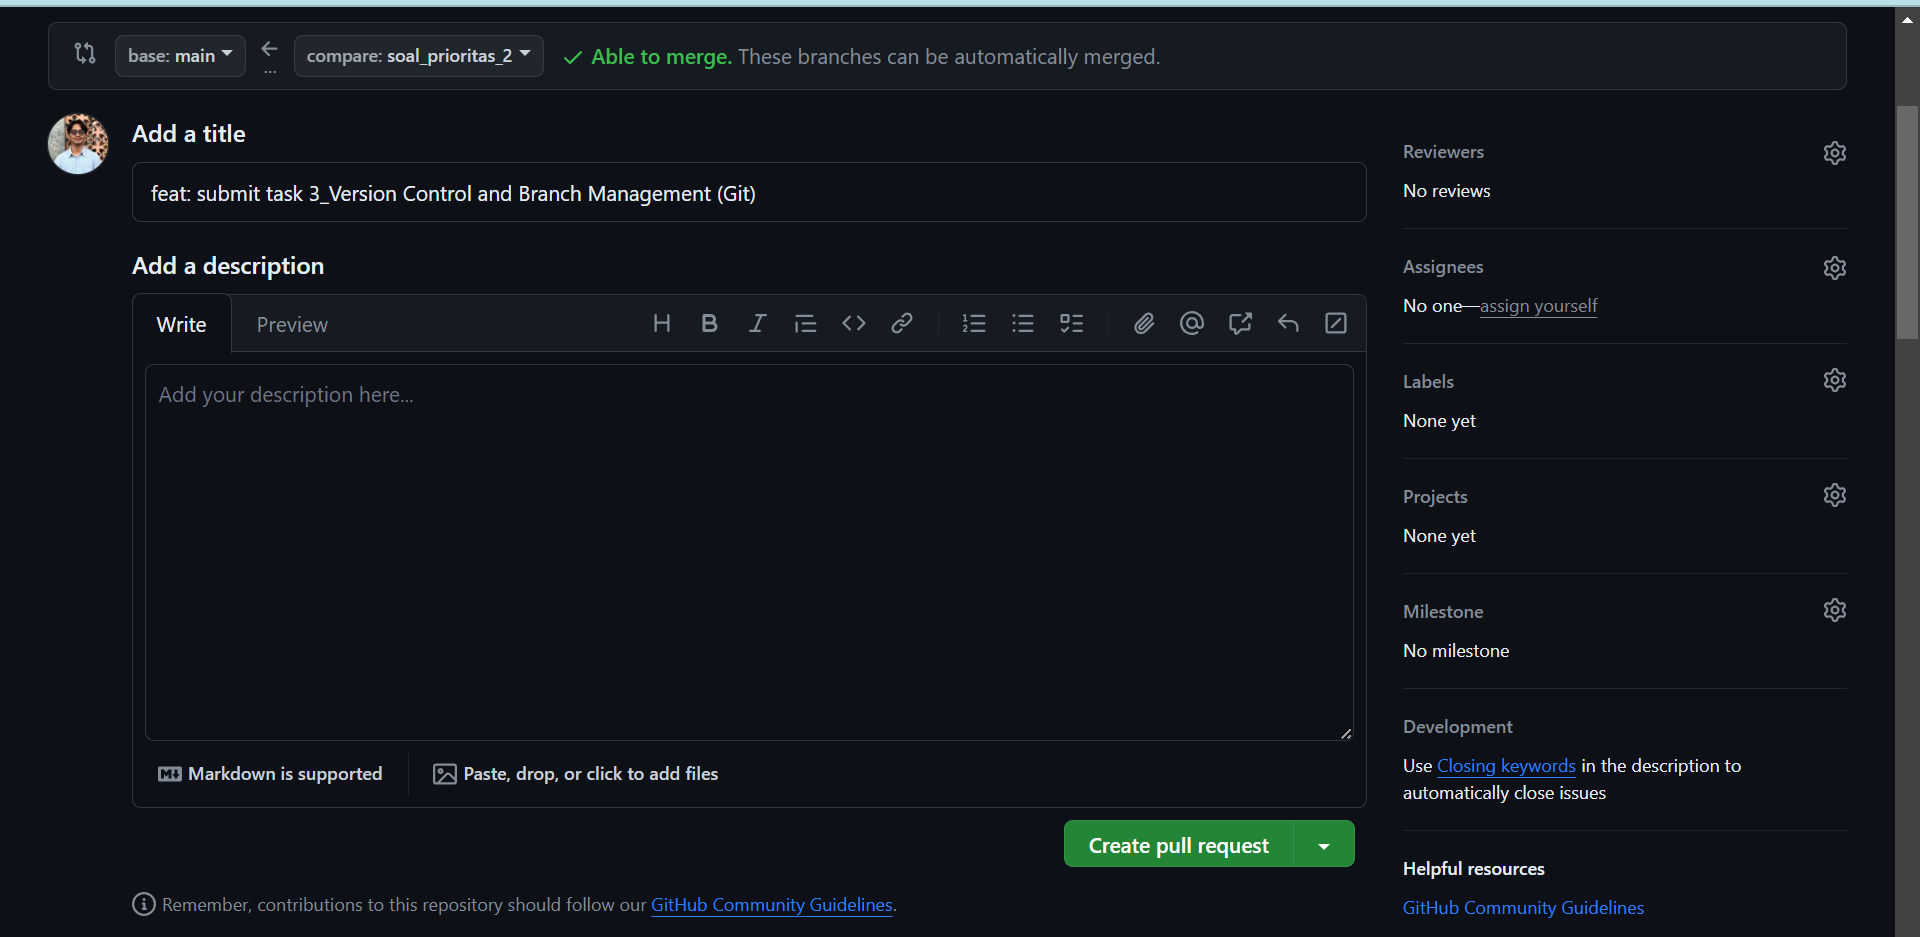 base: main
...
compare: soal_prioritas_2
Able to merge. These branches can be automatically merged.
Add a title
feat: submit task 3_Version Control and Branch Management (Git)
Add a description
Write
Preview
Add your description here...
Markdown is supported
Paste, drop, or click to add files
Create pull request
Remember, contributions to this repository should follow our GitHub Community Guidelines.
Reviewers
No reviews
Assignees
No one—assign yourself
Labels
None yet
Projects
None yet
Milestone
No milestone
Development
Use Closing keywords in the description to
automatically close issues
Helpful resources
GitHub Community Guidelines